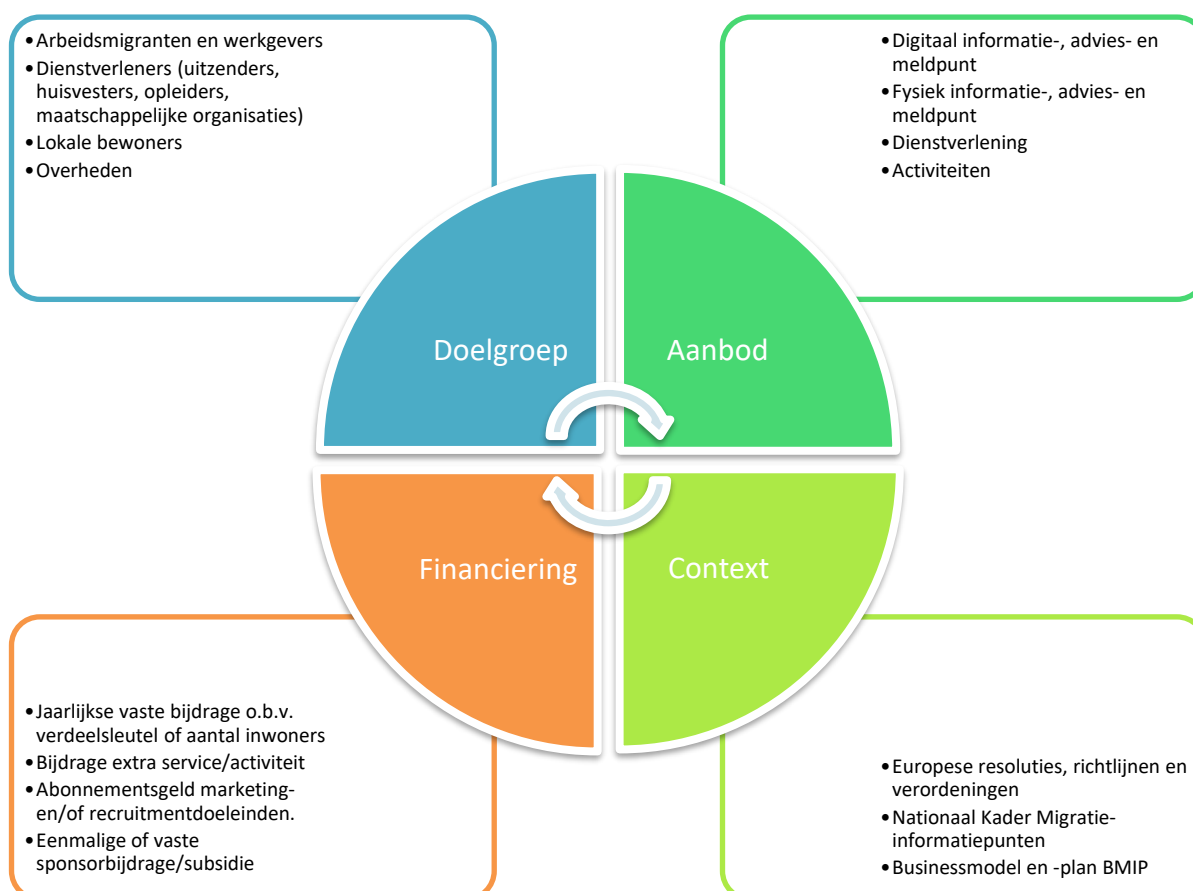 •Arbeidsmigranten en werkgevers
•Dienstverleners (uitzenders,
huisvesters, opleiders,
maatschappelijke organisaties)
•Lokale bewoners
•Overheden
•Digitaal informatie-, advies- en
meldpunt
•Fysiek informatie-, advies- en
meldpunt
•Dienstverlening
•Activiteiten
Doelgroep
Aanbod
Financiering
Context
•Jaarlijkse vaste bijdrage o.b.v.
verdeelsleutel of aantal inwoners
•Bijdrage extra service/activiteit
•Abonnementsgeld marketing-
en/of recruitmentdoeleinden.
•Eenmalige of vaste
sponsorbijdrage/subsidie
•Europese resoluties, richtlijnen en
verordeningen
•Nationaal Kader Migratie-
informatiepunten
•Businessmodel en -plan BMIP